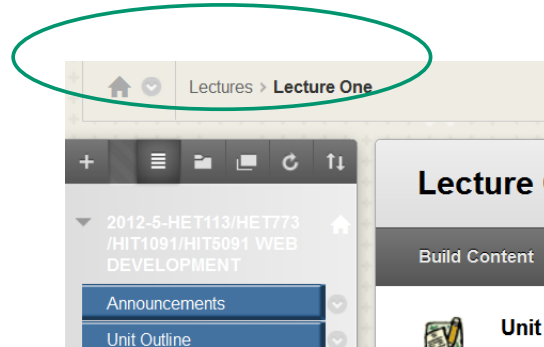 Lectures > Lecture One
Lecture
2012-5-HET113/HET773
/HIT1091/HIT5091 WEB
DEVELOPMENT
Build Content
Announcements
Unit
Unit Outline